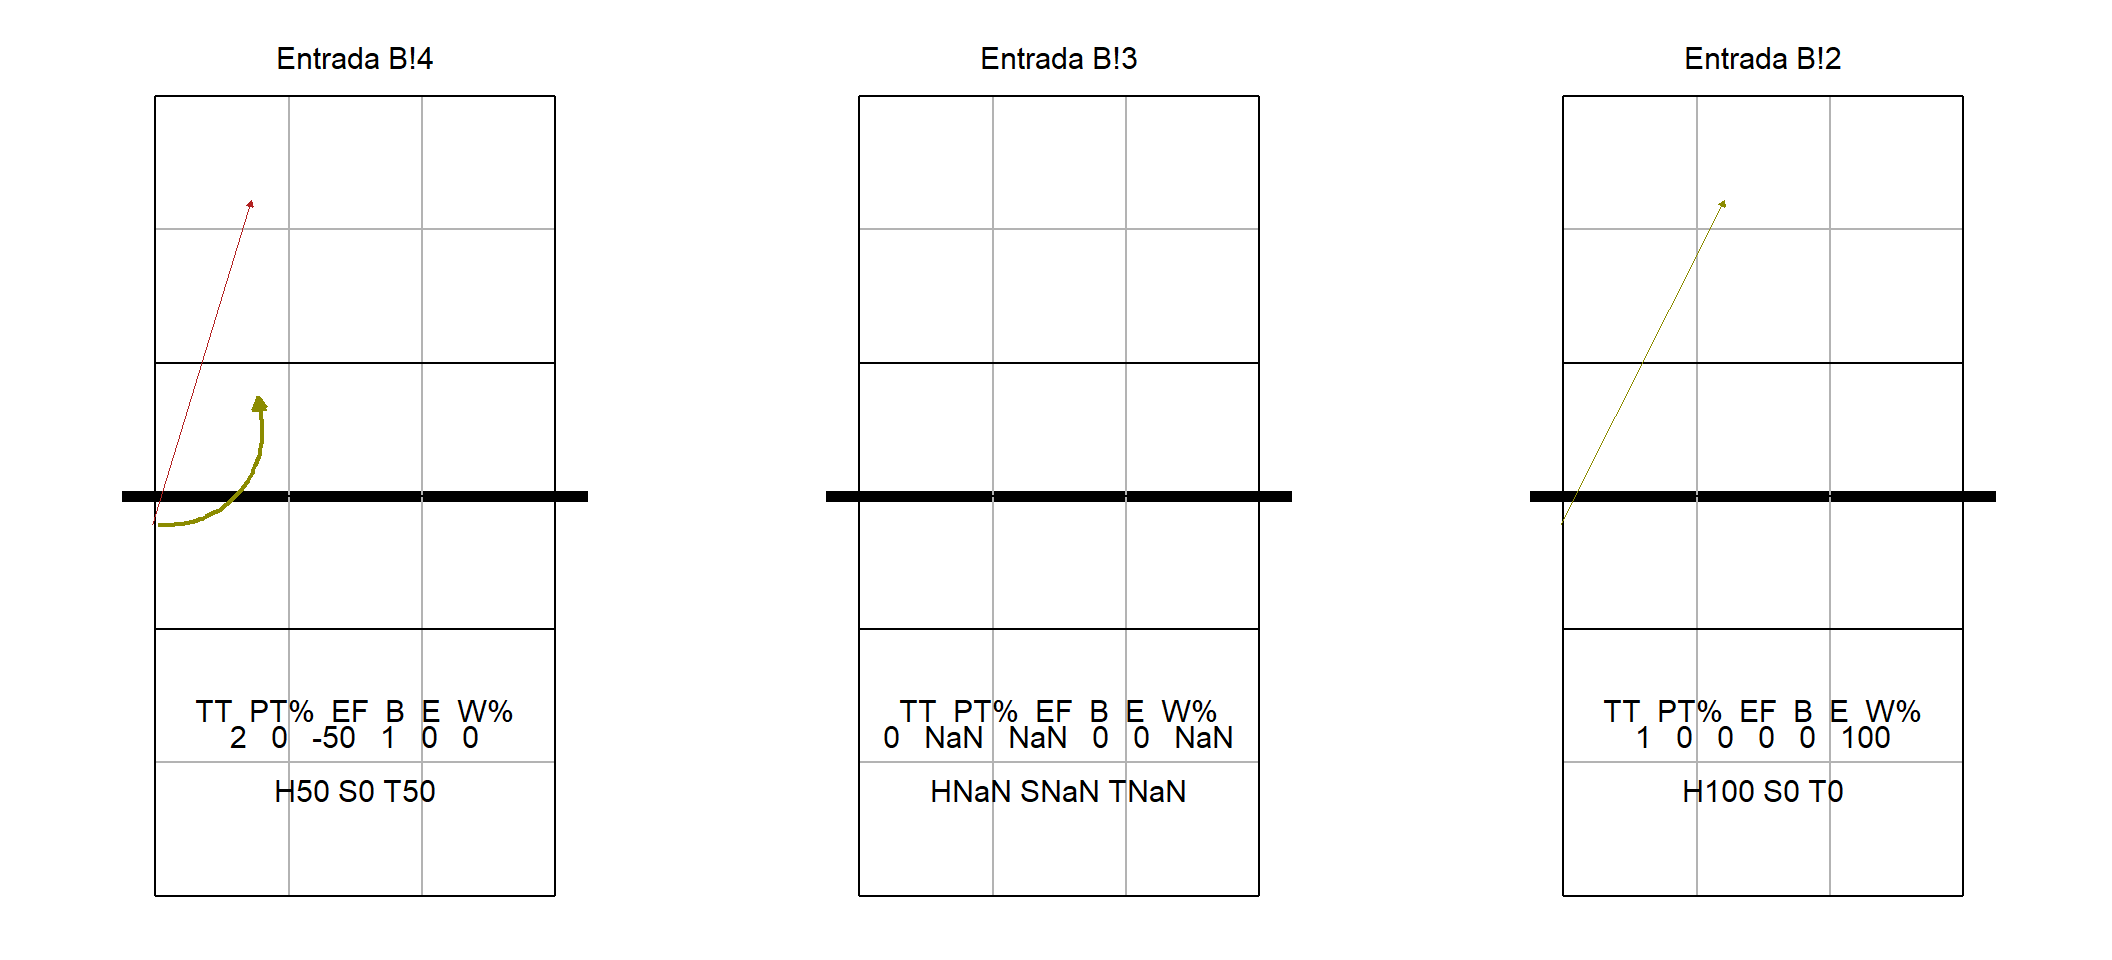 Entrada B!4
TT PT% EF B E W%
2 0 -50 1 0 0
H50 S0 T50
Entrada B!3
TT PT% EF B E W%
0 NaN NaN 0 0 NaN
HNaN SNaN TNaN
Entrada B!2
TT PT% EF B E W%
1 0 0 0 0 100
H100 S0 T0